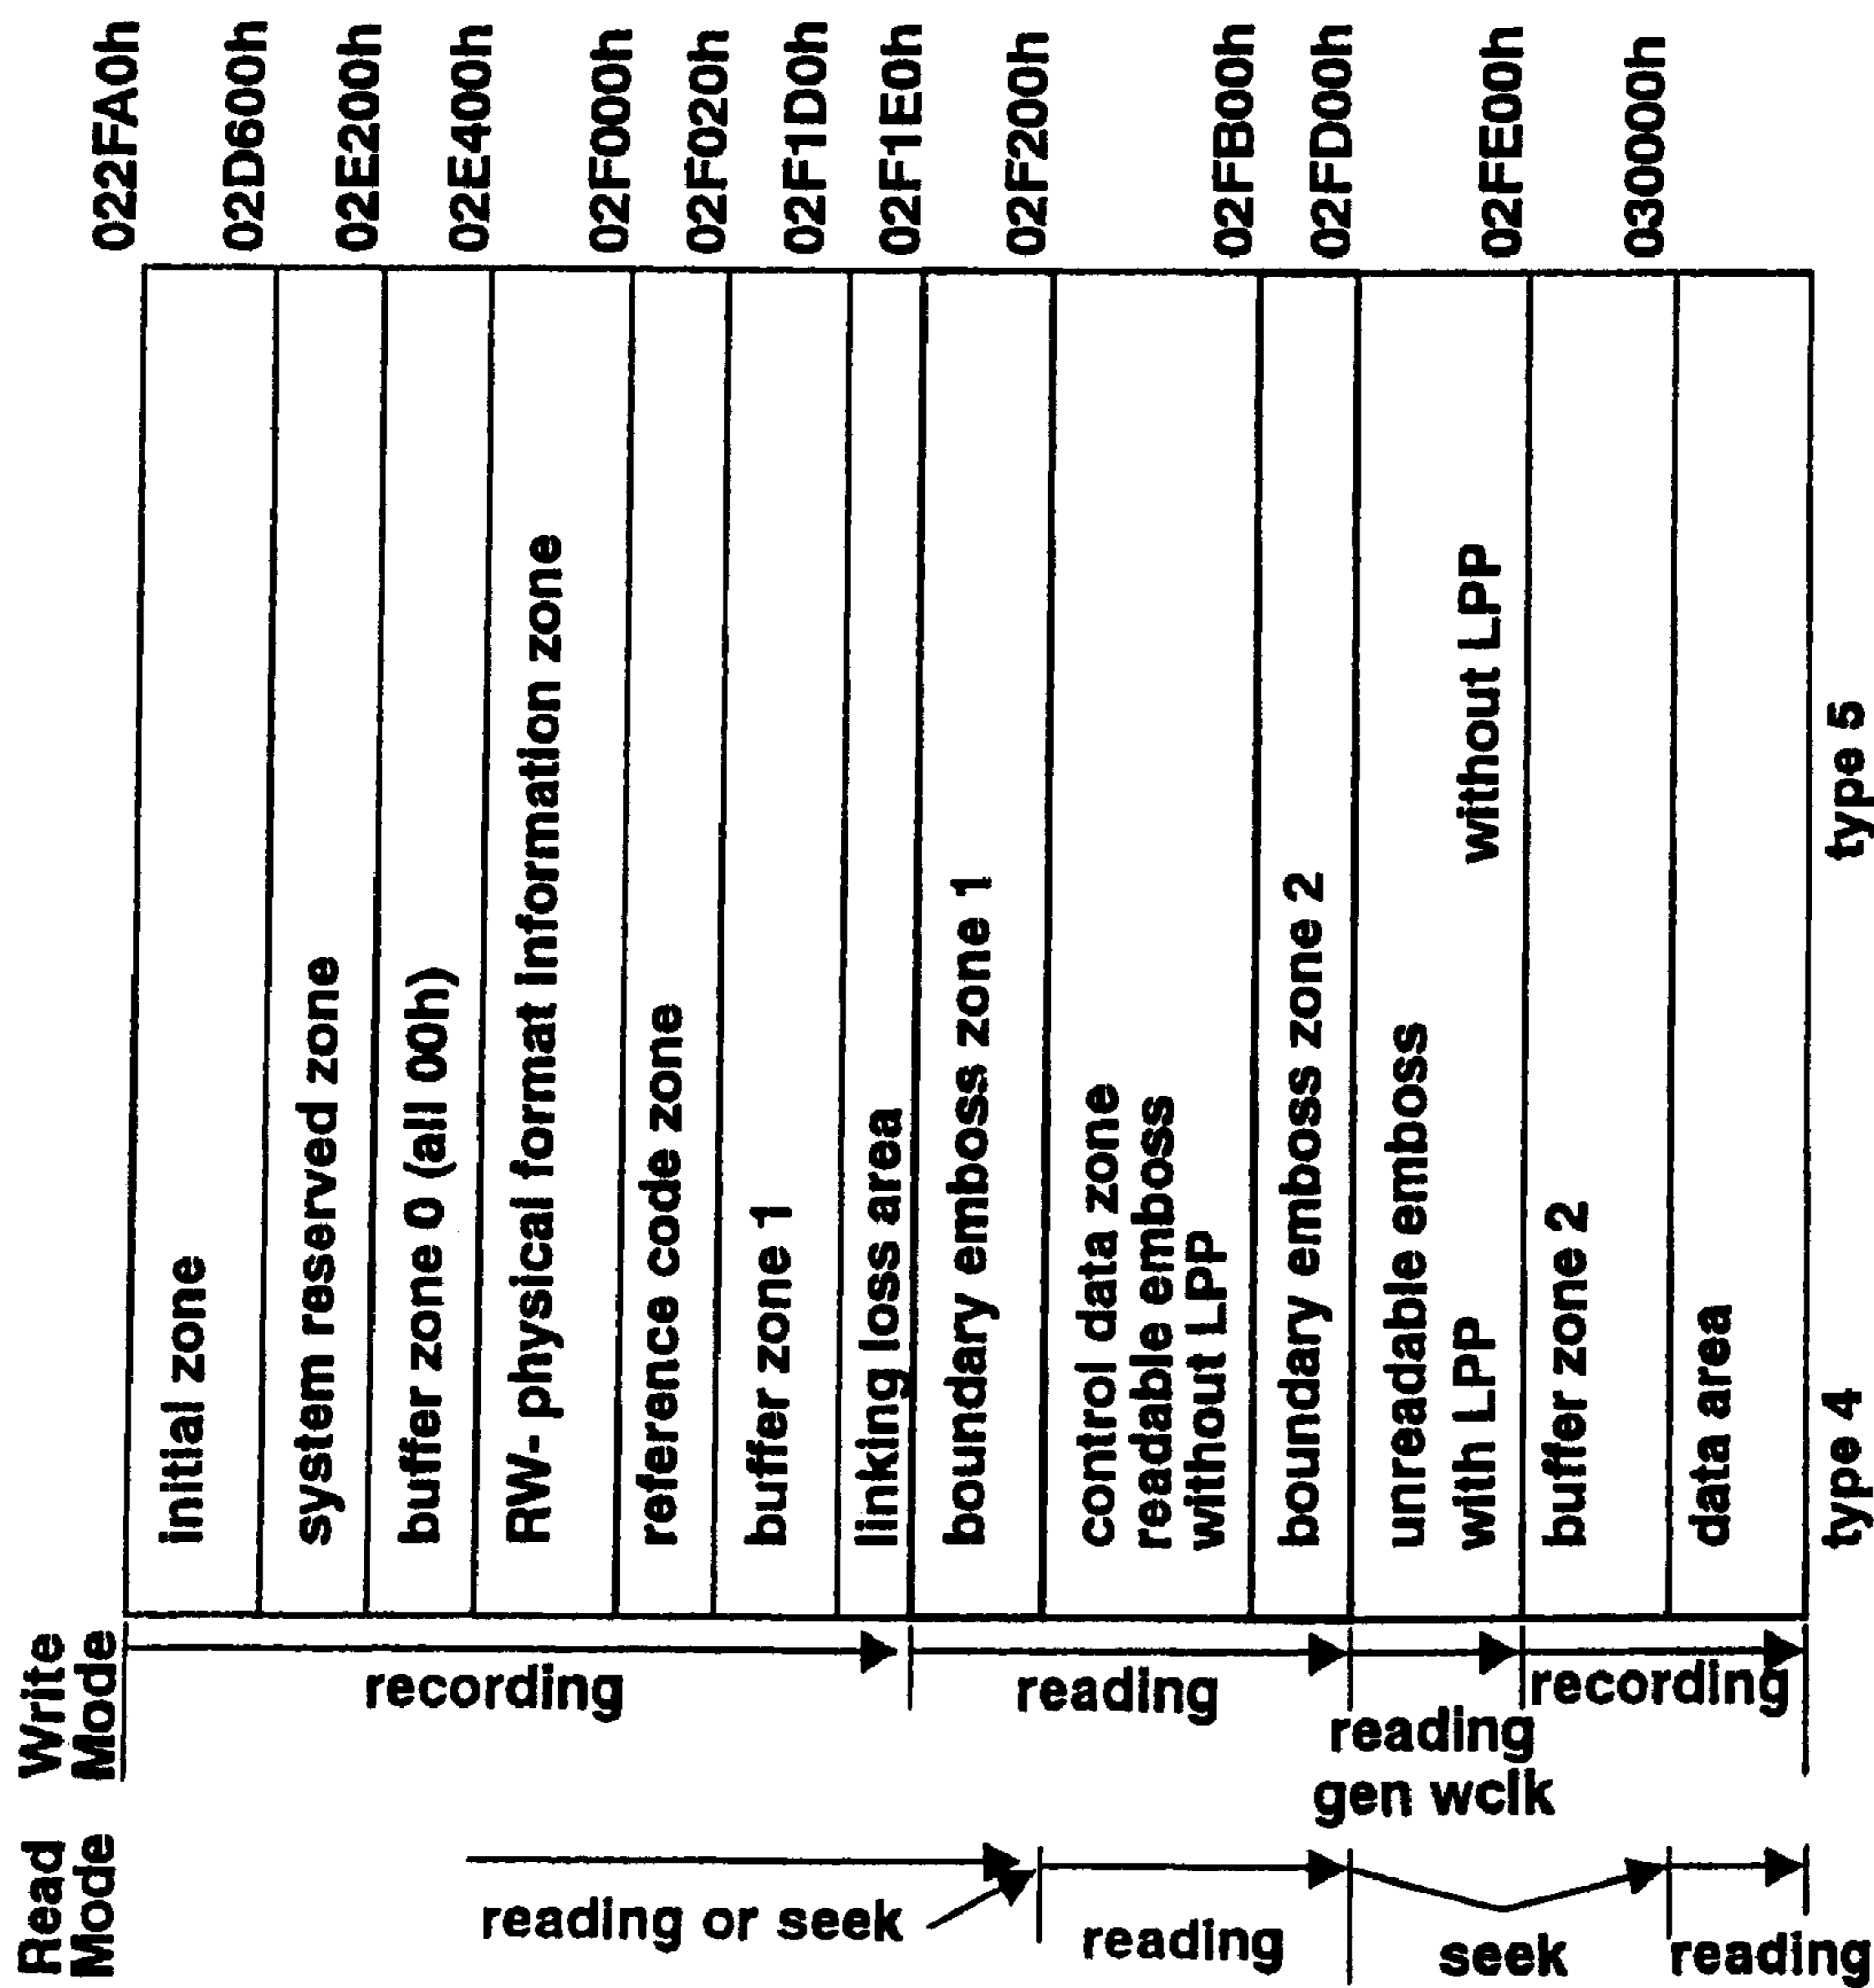 022FA0h
02D600h
02E200h
02E400h
02F000h
02F020h
02F1D0h
02F1E0h
02F200h
02FB00h
02FD00h
02FE00h
030000h
initial zone
system reserved zone
buffer zone 0 (all 00h)
RW- physical format information zone
reference code zone
buffer zone 1
linking loss area
boundary emboss zone 1
control data zone
readable emboss
without LPP
boundary emboss zone 2
unreadable emboss
with LPP
without LPP
buffer zone 2
data area
type 4
type 5
Write
Mode
recording
reading
reading
gen wclk
recording
Read
Mode
reading or seek
reading
seek
reading